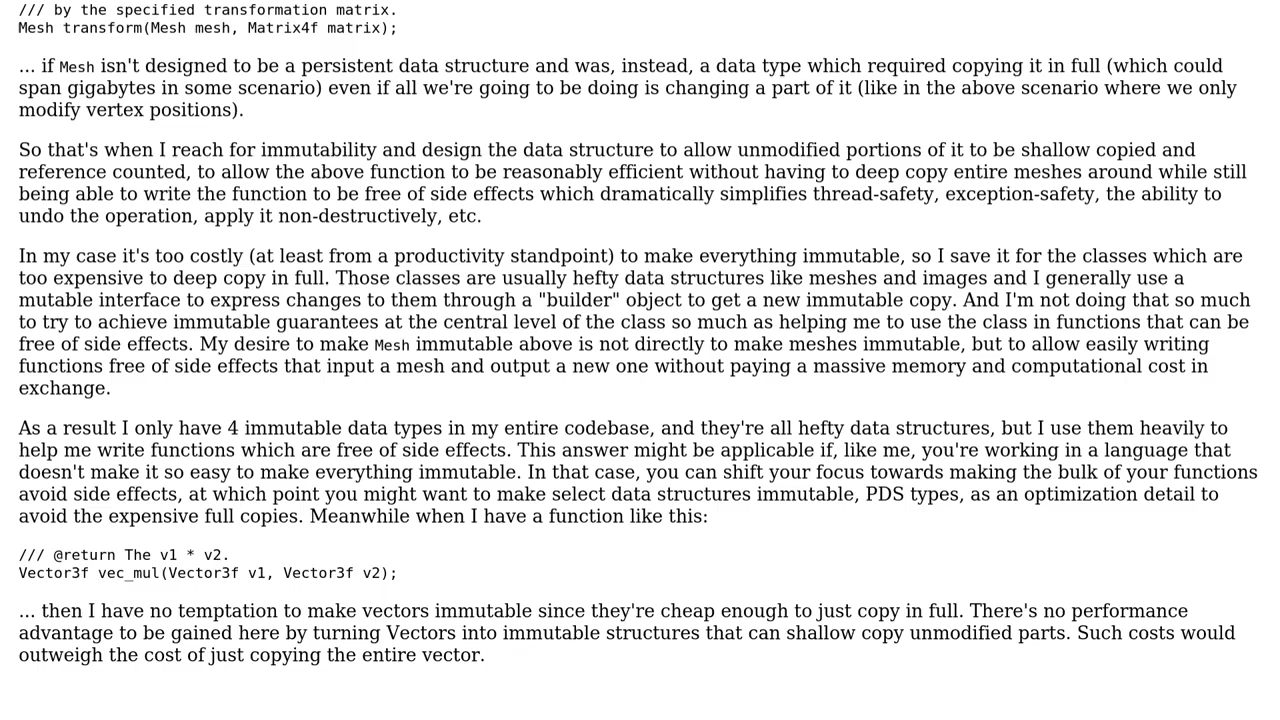 /// by the specified transformation matrix.
Mesh transform(Mesh mesh, Matrix4f matrix);
... if Mesh isn't designed to be a persistent data structure and was, instead, a data type which required copying it in full (which could
span gigabytes in some scenario) even if all we're going to be doing is changing a part of it (like in the above scenario where we only
modify vertex positions).
So that's when I reach for immutability and design the data structure to allow unmodified portions of it to be shallow copied and
reference counted, to allow the above function to be reasonably efficient without having to deep copy entire meshes around while still
being able to write the function to be free of side effects which dramatically simplifies thread-safety, exception-safety, the ability to
undo the operation, apply it non-destructively, etc.
In my case it's too costly (at least from a productivity standpoint) to make everything immutable, so I save it for the classes which are
too expensive to deep copy in full. Those classes are usually hefty data structures like meshes and images and I generally use a
mutable interface to express changes to them through a "builder" object to get a new immutable copy. And I'm not doing that so much
to try to achieve immutable guarantees at the central level of the class so much as helping me to use the class in functions that can be
free of side effects. My desire to make Mesh immutable above is not directly to make meshes immutable, but to allow easily writing
functions free of side effects that input a mesh and output a new one without paying a massive memory and computational cost in
exchange.
As a result I only have 4 immutable data types in my entire codebase, and they're all hefty data structures, but I use them heavily to
help me write functions which are free of side effects. This answer might be applicable if, like me, you're working in a language that
doesn't make it so easy to make everything immutable. In that case, you can shift your focus towards making the bulk of your functions
avoid side effects, at which point you might want to make select data structures immutable, PDS types, as an optimization detail to
avoid the expensive full copies. Meanwhile when I have a function like this:
/// @return The v1 * v2.
Vector3f vec_mul(Vector3f v1, Vector3f v2);
... then I have no temptation to make vectors immutable since they're cheap enough to just copy in full. There's no performance
advantage to be gained here by turning Vectors into immutable structures that can shallow copy unmodified parts. Such costs would
outweigh the cost of just copying the entire vector.